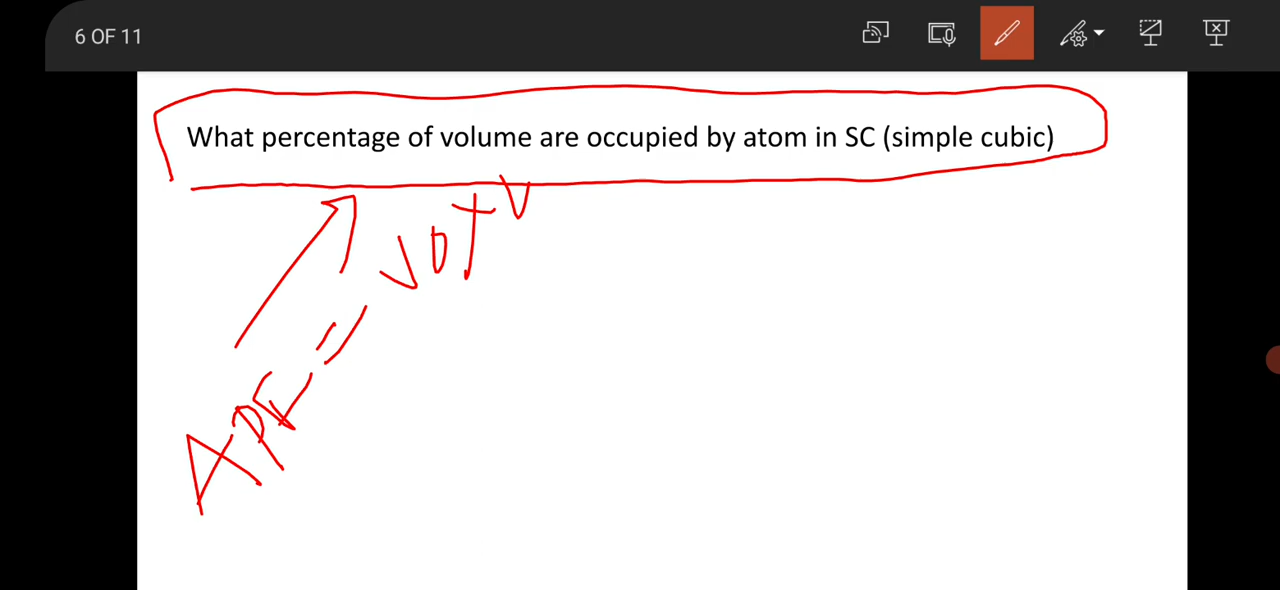 6 OF 11
What percentage of volume are occupied by atom in SC (simple cubic)
APF =